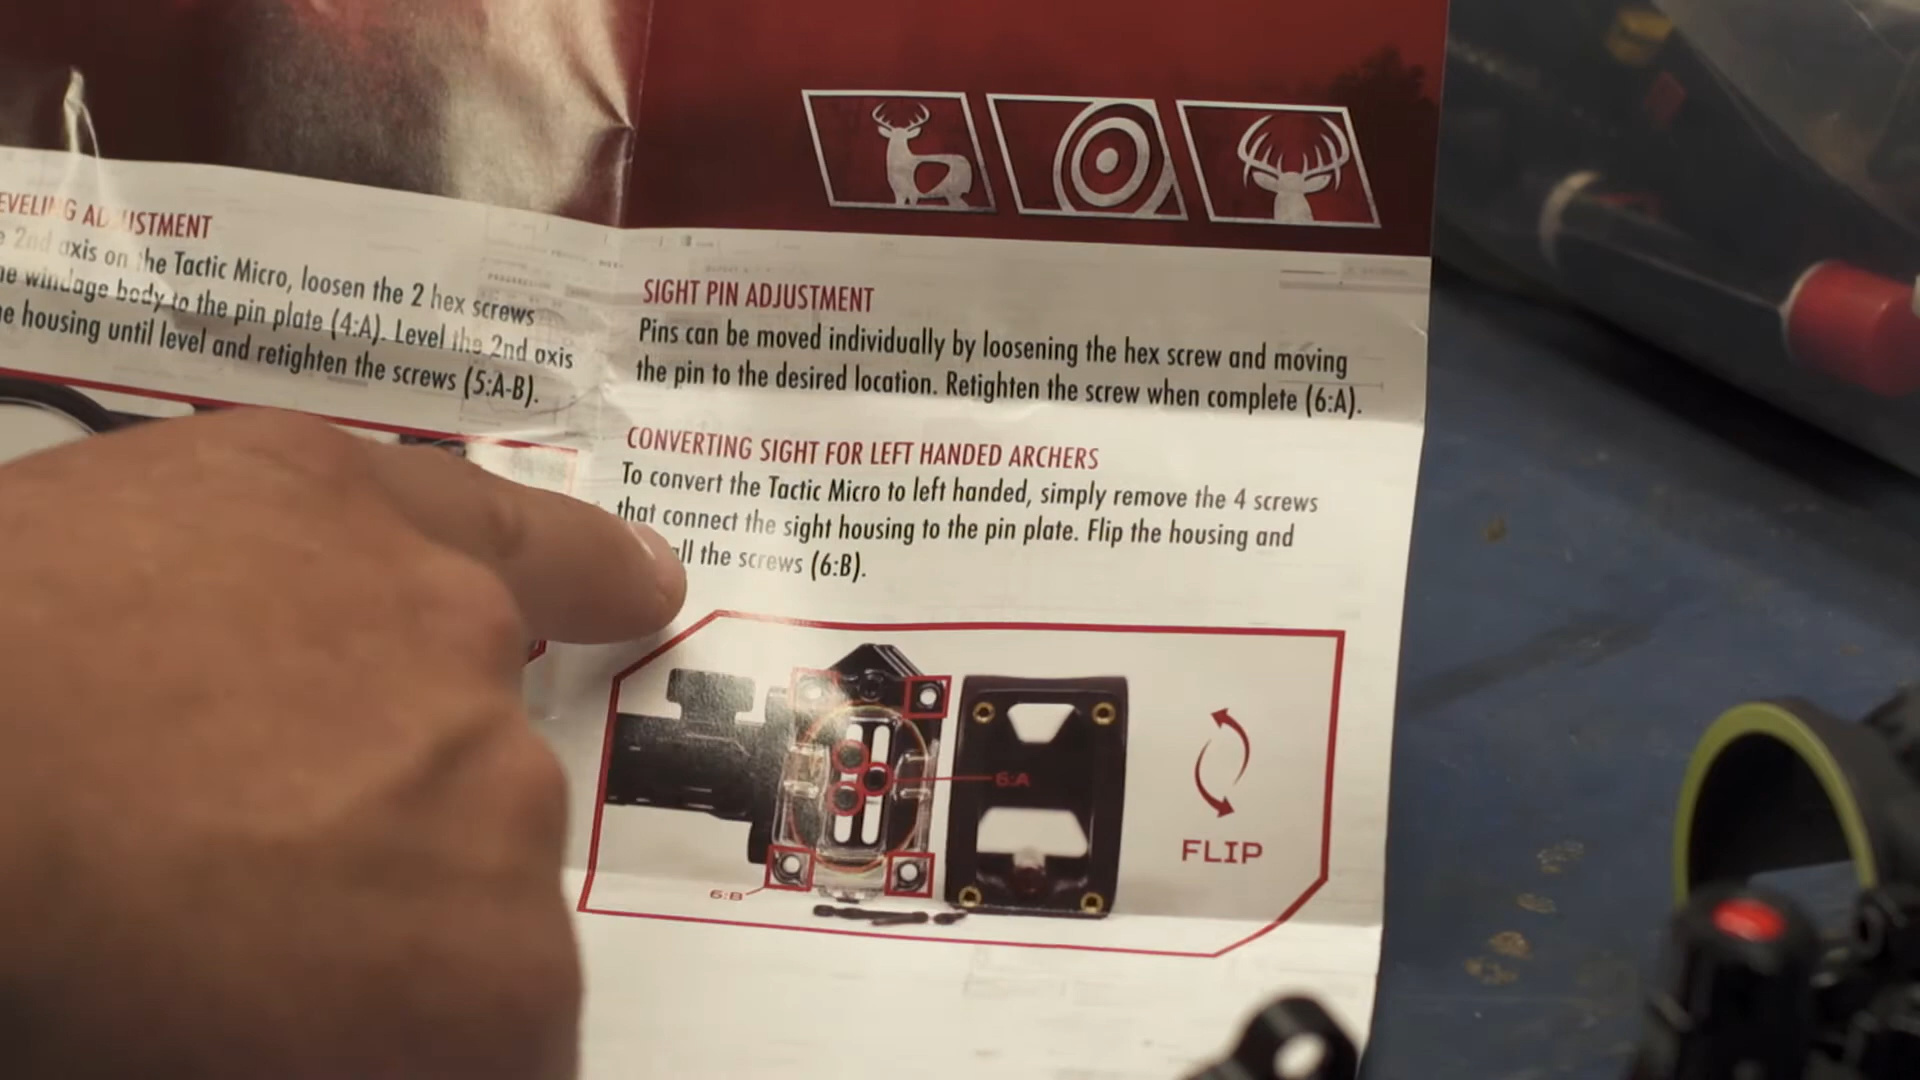 ADJUSTMENT
2nd axis on the Tactic Micro, loosen the 2 hex screws
windage body to the pin plate (4:A). Level the 2nd axis
housing until level and retighten the screws (5:A-B).
SIGHT PIN ADJUSTMENT
Pins can be moved individually by loosening the hex screw and moving
the pin to the desired location. Retighten the screw when complete (6:A).
CONVERTING SIGHT FOR LEFT HANDED ARCHERS
To convert the Tactic Micro to left handed, simply remove the 4 screws
that connect the sight housing to the pin plate. Flip the housing and
the screws (6:B).
6:A
FLIP
6:B